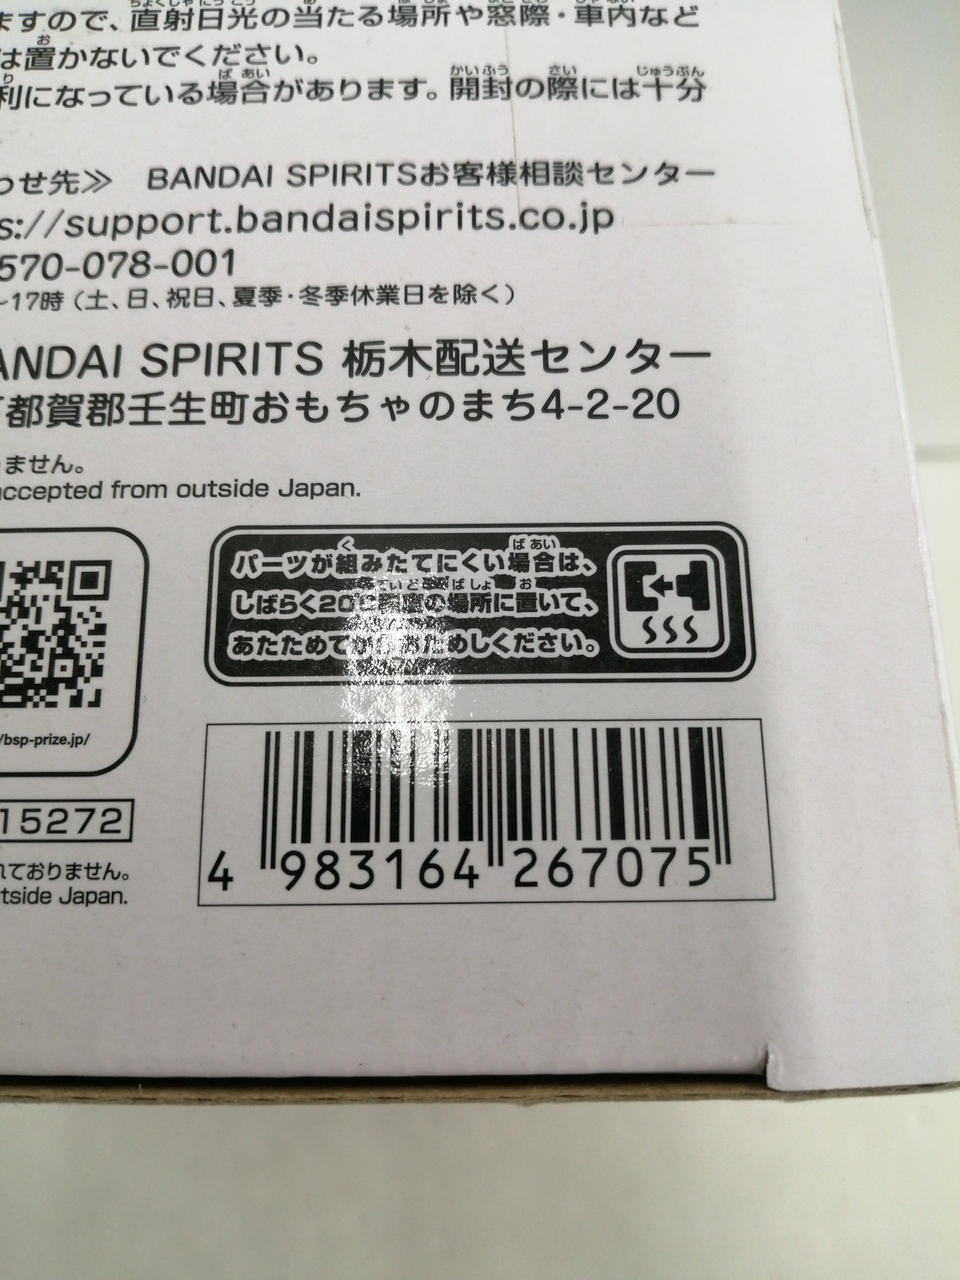 ますので、直射日光の当たる場所や窓際・車内など
は置かないでください。
利になっている場合があります。開封の際には十分
わせ先≫ BANDAI SPIRITSお客様相談センター
s://support.bandaispirits.co.jp
570-078-001
~17時(土、日、祝日、夏季・冬季休業日を除く)
ANDAI SPIRITS 栃木配送センター
下都賀郡壬生町おもちゃのまち4-2-20
ません。
accepted from outside Japan.
パーツが組みたてにくい場合は、
しばらく20℃程度の場所に置いて、
あたためてからおためしください。
/bsp-prize.jp/
15272
れておりません。
tside Japan.
4 983164 267075